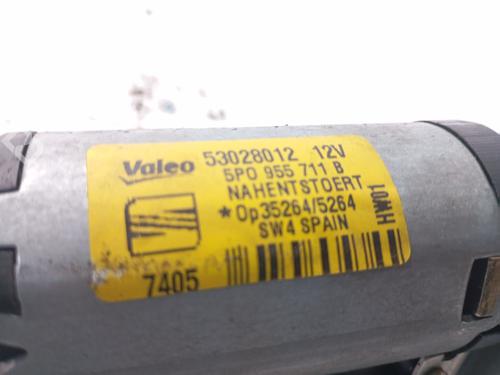 Valeo 53028012 12V
5P0 955 711 B
NAHENTSTOERT
*Op35264/5264
SW4 SPAIN
HW01
7405